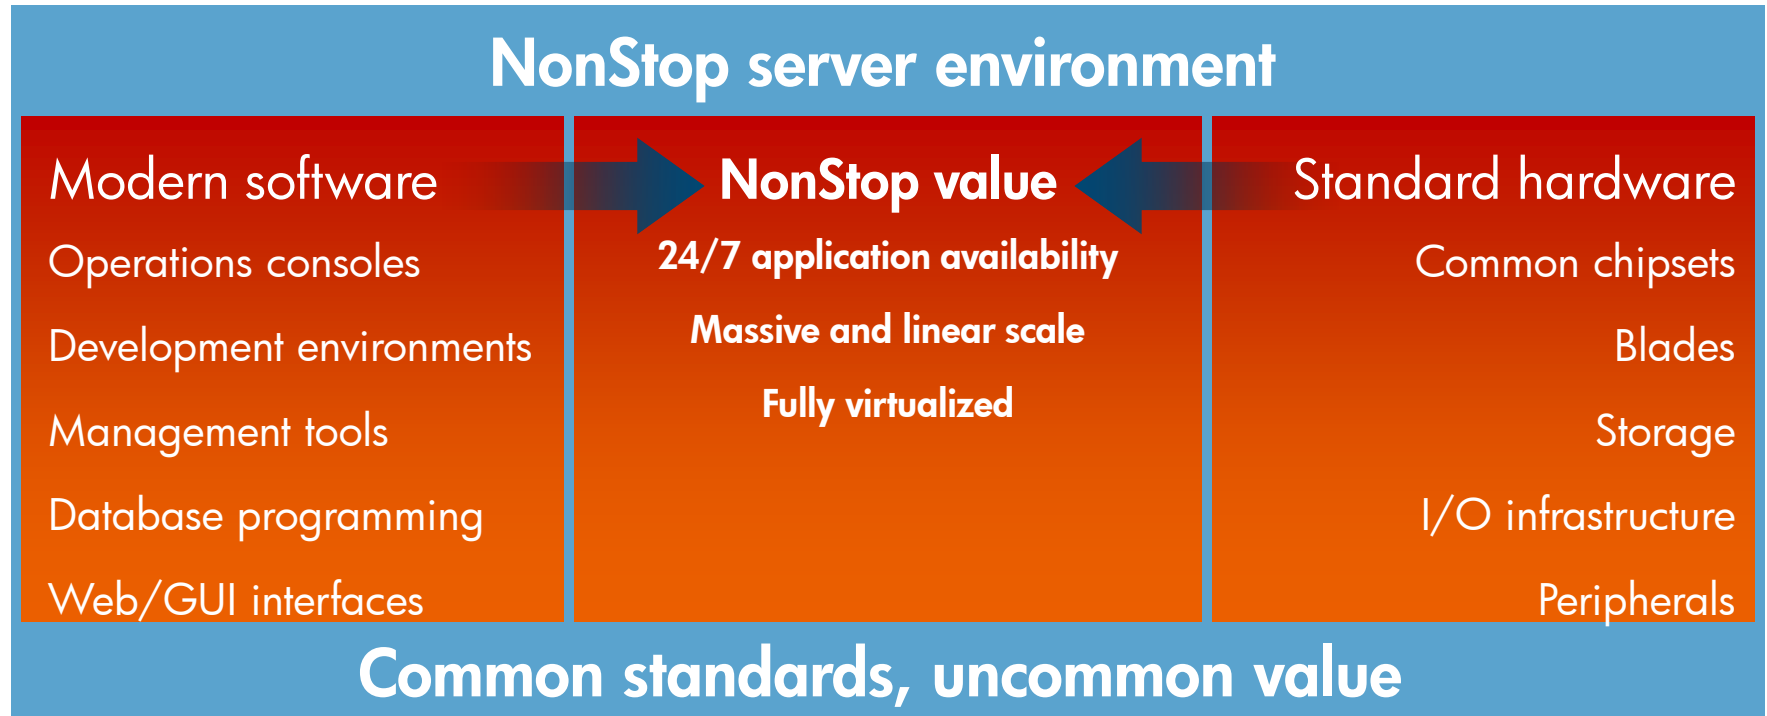 NonStop server environment
Modern software
Operations consoles
Development environments
Management tools
Database programming
Web/GUI interfaces
NonStop value
24/7 application availability
Massive and linear scale
Fully virtualized
Standard hardware
Common chipsets
Blades
Storage
I/O infrastructure
Peripherals
Common standards, uncommon value